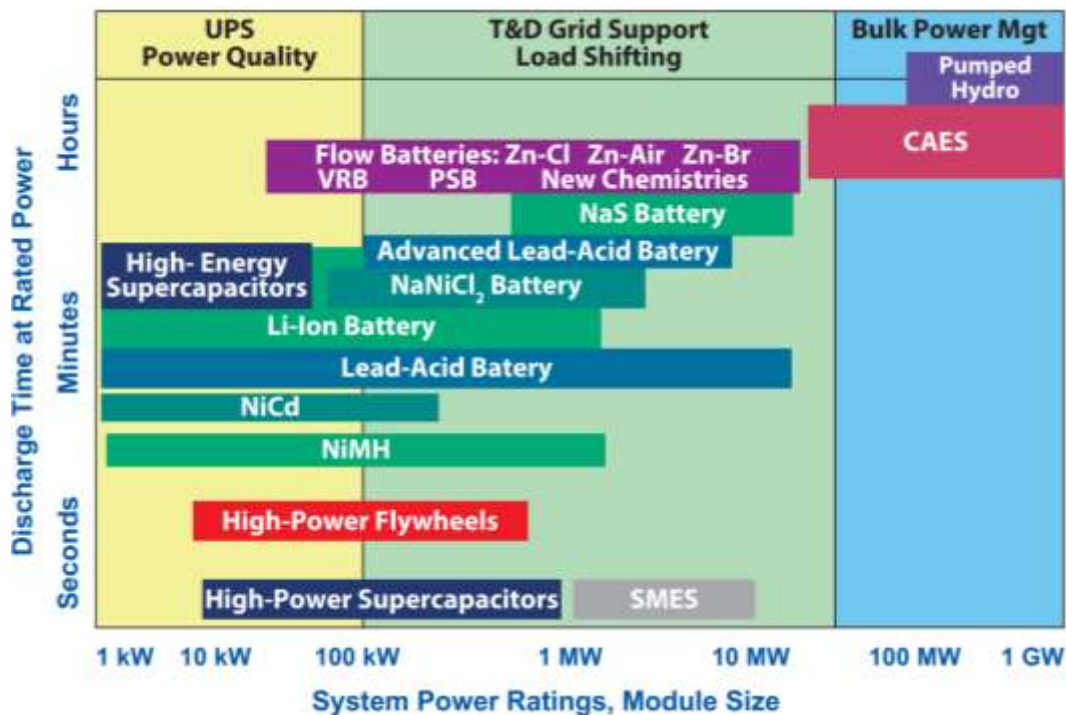 UPS
Power Quality
T&D Grid Support
Load Shifting
Bulk Power Mgt
Pumped
Hydro
CAES
Flow Batteries: Zn-Cl Zn-Air Zn-Br
VRB PSB New Chemistries
NaS Battery
Advanced Lead-Acid Batery
High- Energy
Supercapacitors
NaNiCl₂ Battery
Li-Ion Battery
Lead-Acid Batery
NiCd
NiMH
High-Power Flywheels
High-Power Supercapacitors
SMES
Discharge Time at Rated Power
Hours
Minutes
Seconds
1 kW 10 kW 100 kW 1 MW 10 MW 100 MW 1 GW
System Power Ratings, Module Size